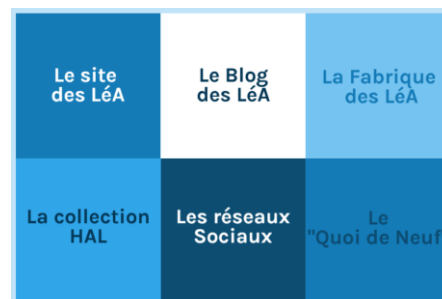 Le site
des LéA
Le Blog
des LéA
La Fabrique
des LéA
La collection
HAL
Les réseaux
Sociaux
Le
"Quoi de Neuf